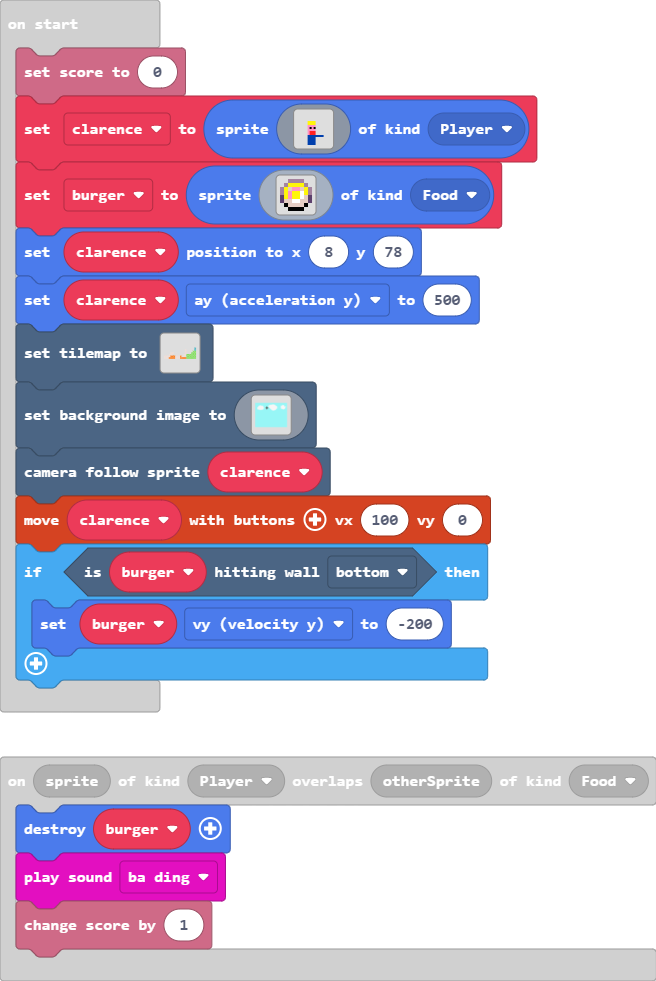 on start
set score to 0
set clarence to sprite of kind Player
set burger to sprite of kind Food
set clarence position to x 8 y 78
set clarence ay (acceleration y) to 500
set tilemap to
set background image to
camera follow sprite clarence
move clarence with buttons + vx 100 vy 0
if is burger hitting wall bottom then
set burger vy (velocity y) to -200
+
on sprite of kind Player overlaps otherSprite of kind Food
destroy burger +
play sound ba ding
change score by 1